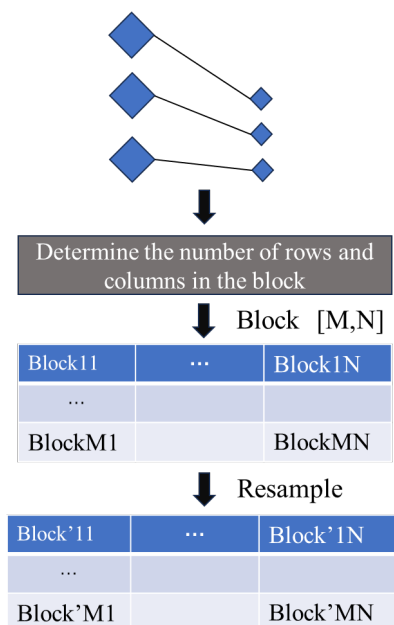 Determine the number of rows and
columns in the block
Block [M,N]
Block11 ... Block1N
...
BlockM1 BlockMN
Resample
Block’11 ... Block’1N
...
Block’M1 Block’MN